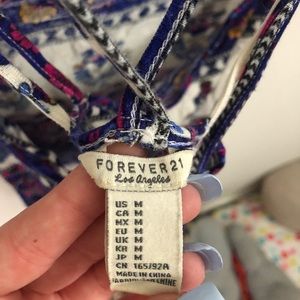 FOREVER 21
Los Angeles
US M
CA M
MX M
EU M
UK M
KR M
JP M
CN 165/92A
MADE IN CHINA